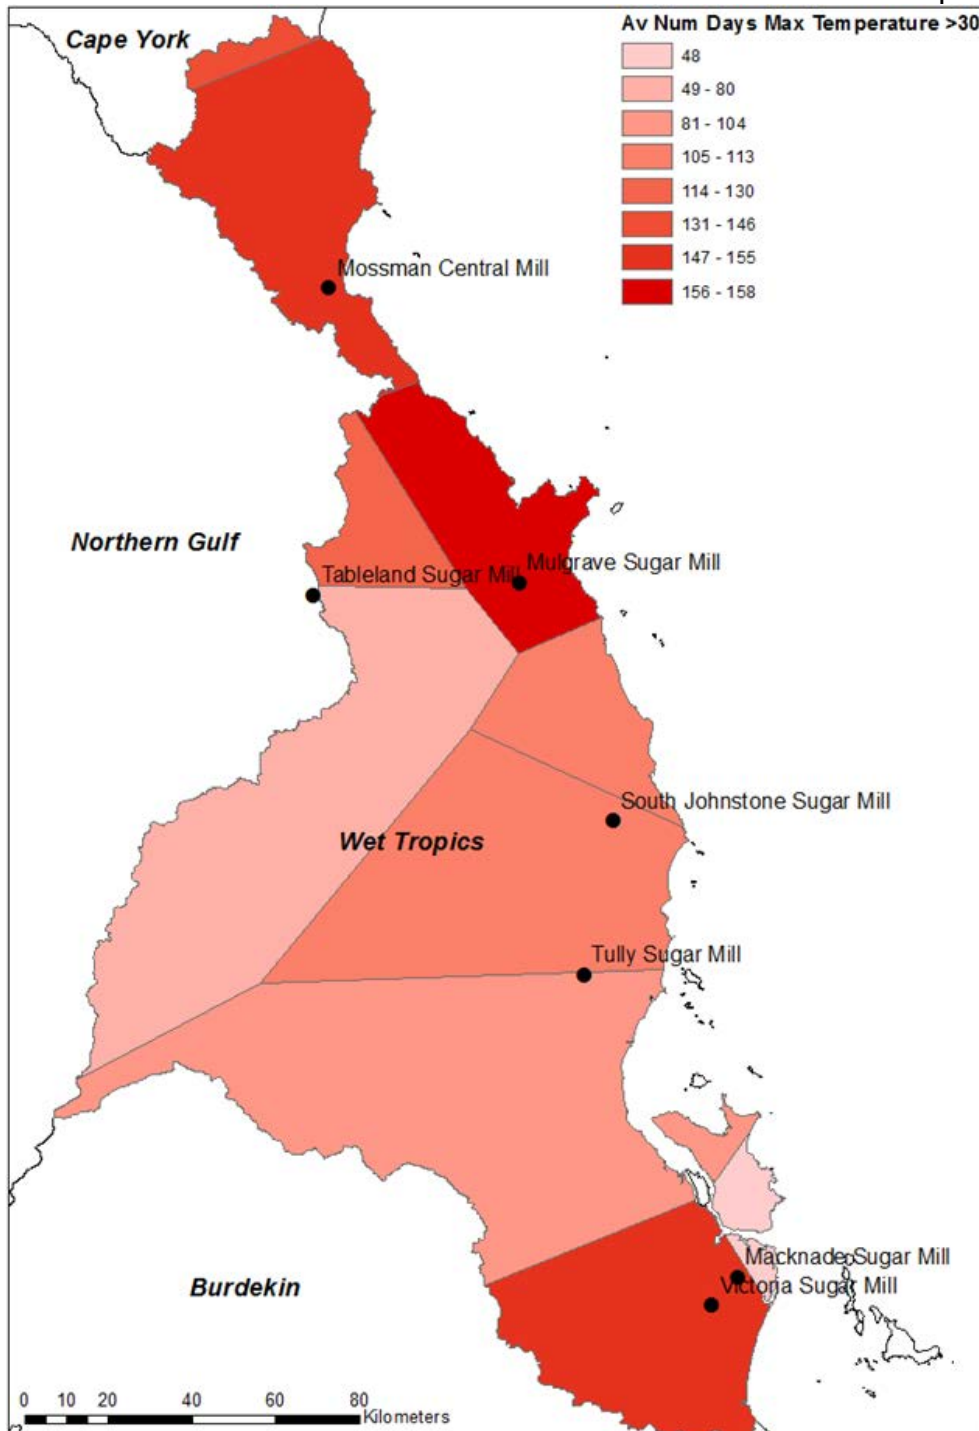 Cape York
Av Num Days Max Temperature >30
48
49 - 80
81 - 104
105 - 113
114 - 130
131 - 146
147 - 155
156 - 158
Mossman Central Mill
Northern Gulf
Mulgrave Sugar Mill
Tableland Sugar Mill
South Johnstone Sugar Mill
Wet Tropics
Tully Sugar Mill
Macknade Sugar Mill
Victoria Sugar Mill
Burdekin
0 10 20 40 60 80
Kilometers